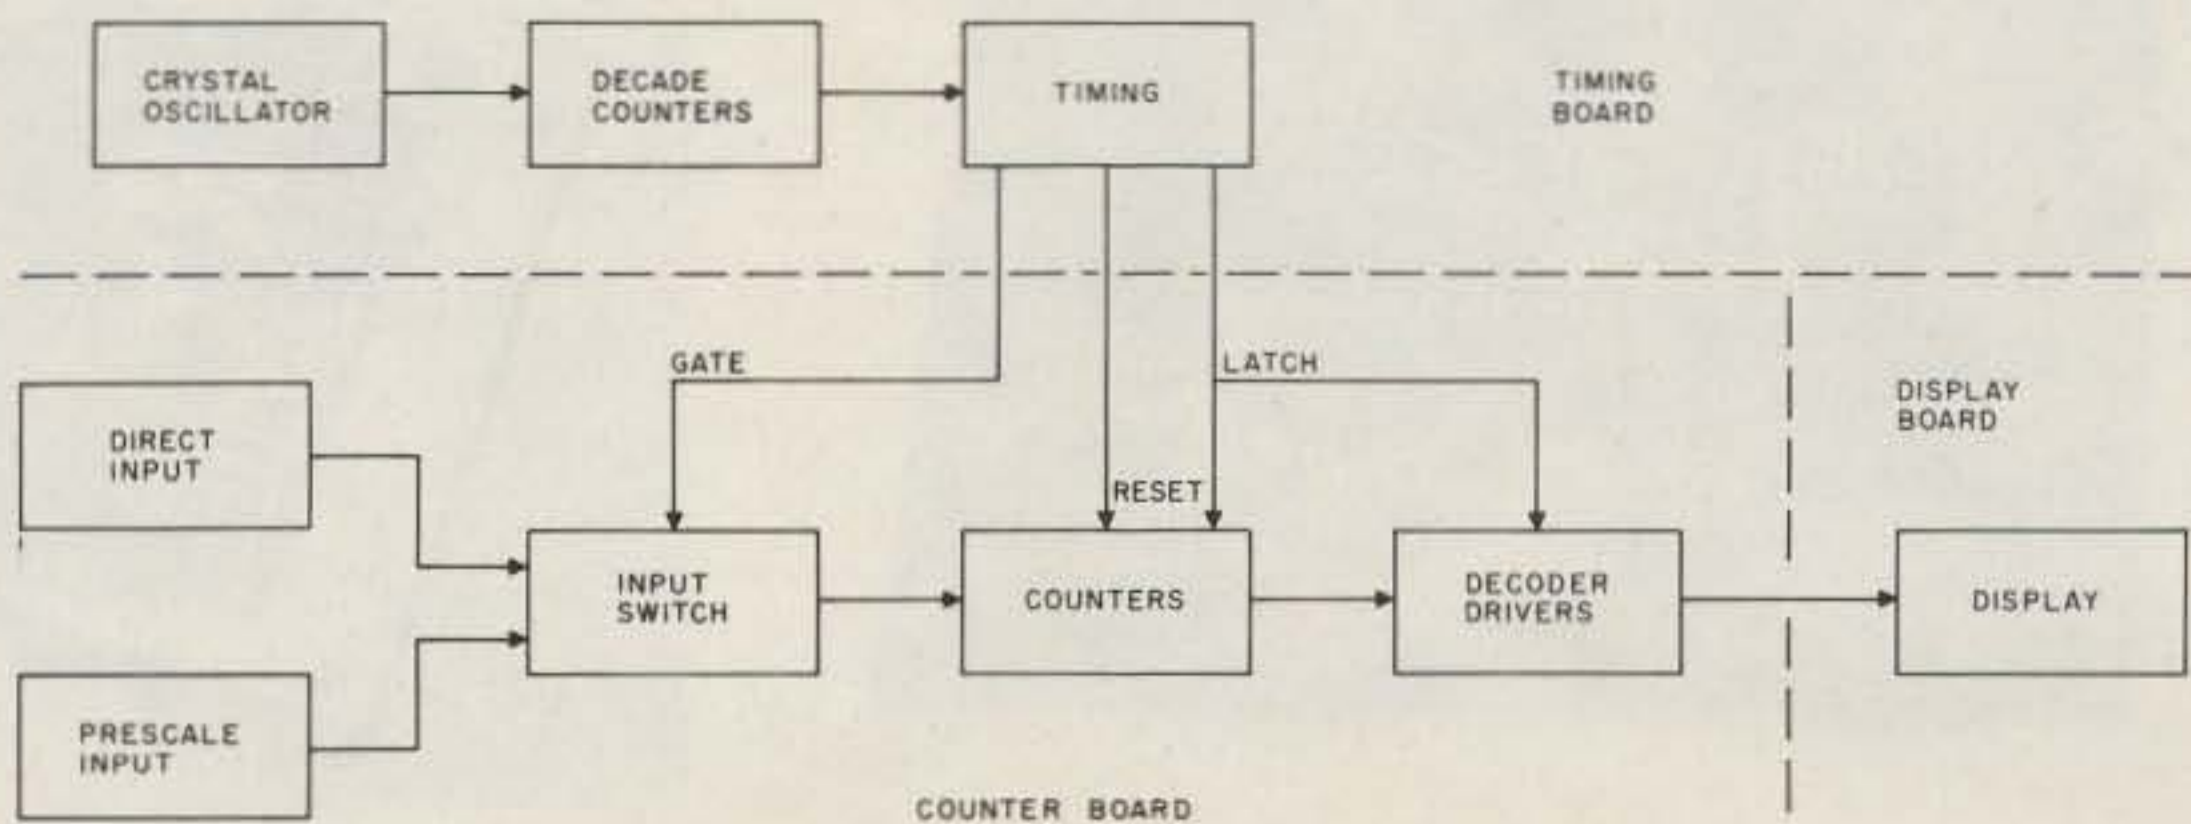 CRYSTAL
OSCILLATOR
DECADE
COUNTERS
TIMING
TIMING
BOARD
GATE
LATCH
DISPLAY
BOARD
DIRECT
INPUT
RESET
INPUT
SWITCH
COUNTERS
DECODER
DRIVERS
DISPLAY
PRESCALE
INPUT
COUNTER BOARD